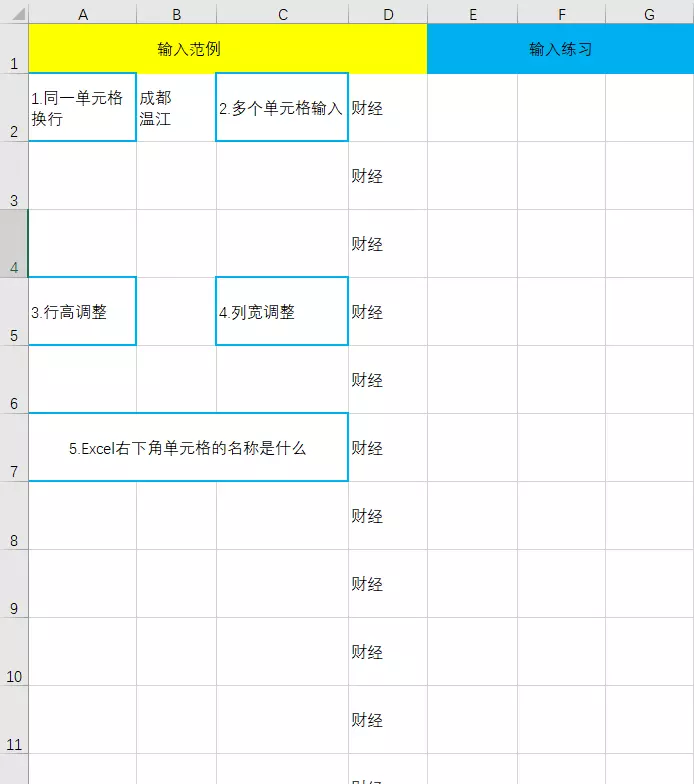 A B C D E F G
1 输入范例 输入练习
2 1.同一单元格 成都 2.多个单元格输入 财经
换行 温江
3 财经
4 财经
5 3.行高调整 4.列宽调整 财经
6 财经
7 5.Excel右下角单元格的名称是什么 财经
8 财经
9 财经
10 财经
11 财经